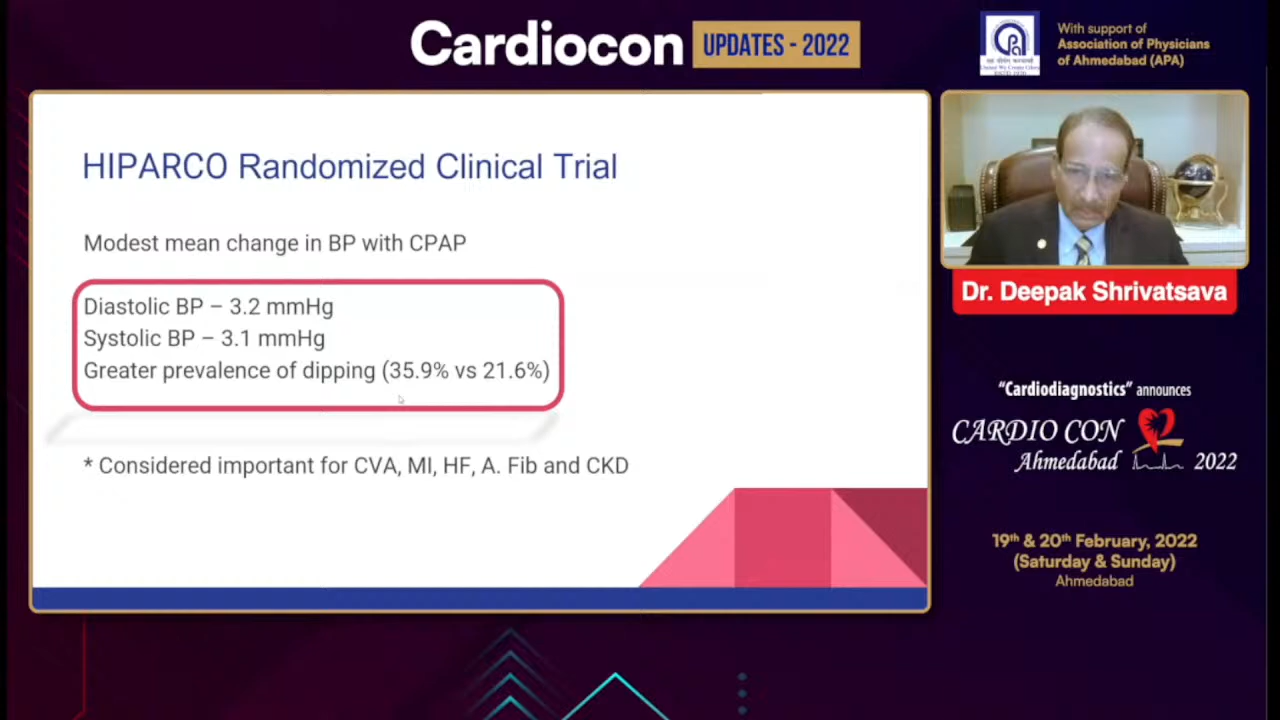 Cardiocon UPDATES - 2022
With support of
Association of Physicians
of Ahmedabad (APA)
HIPARCO Randomized Clinical Trial
Modest mean change in BP with CPAP
Diastolic BP – 3.2 mmHg
Systolic BP – 3.1 mmHg
Greater prevalence of dipping (35.9% vs 21.6%)
* Considered important for CVA, MI, HF, A. Fib and CKD
Dr. Deepak Shrivatsava
“Cardiodiagnostics” announces
CARDIO CON
Ahmedabad 2022
19th & 20th February, 2022
(Saturday & Sunday)
Ahmedabad